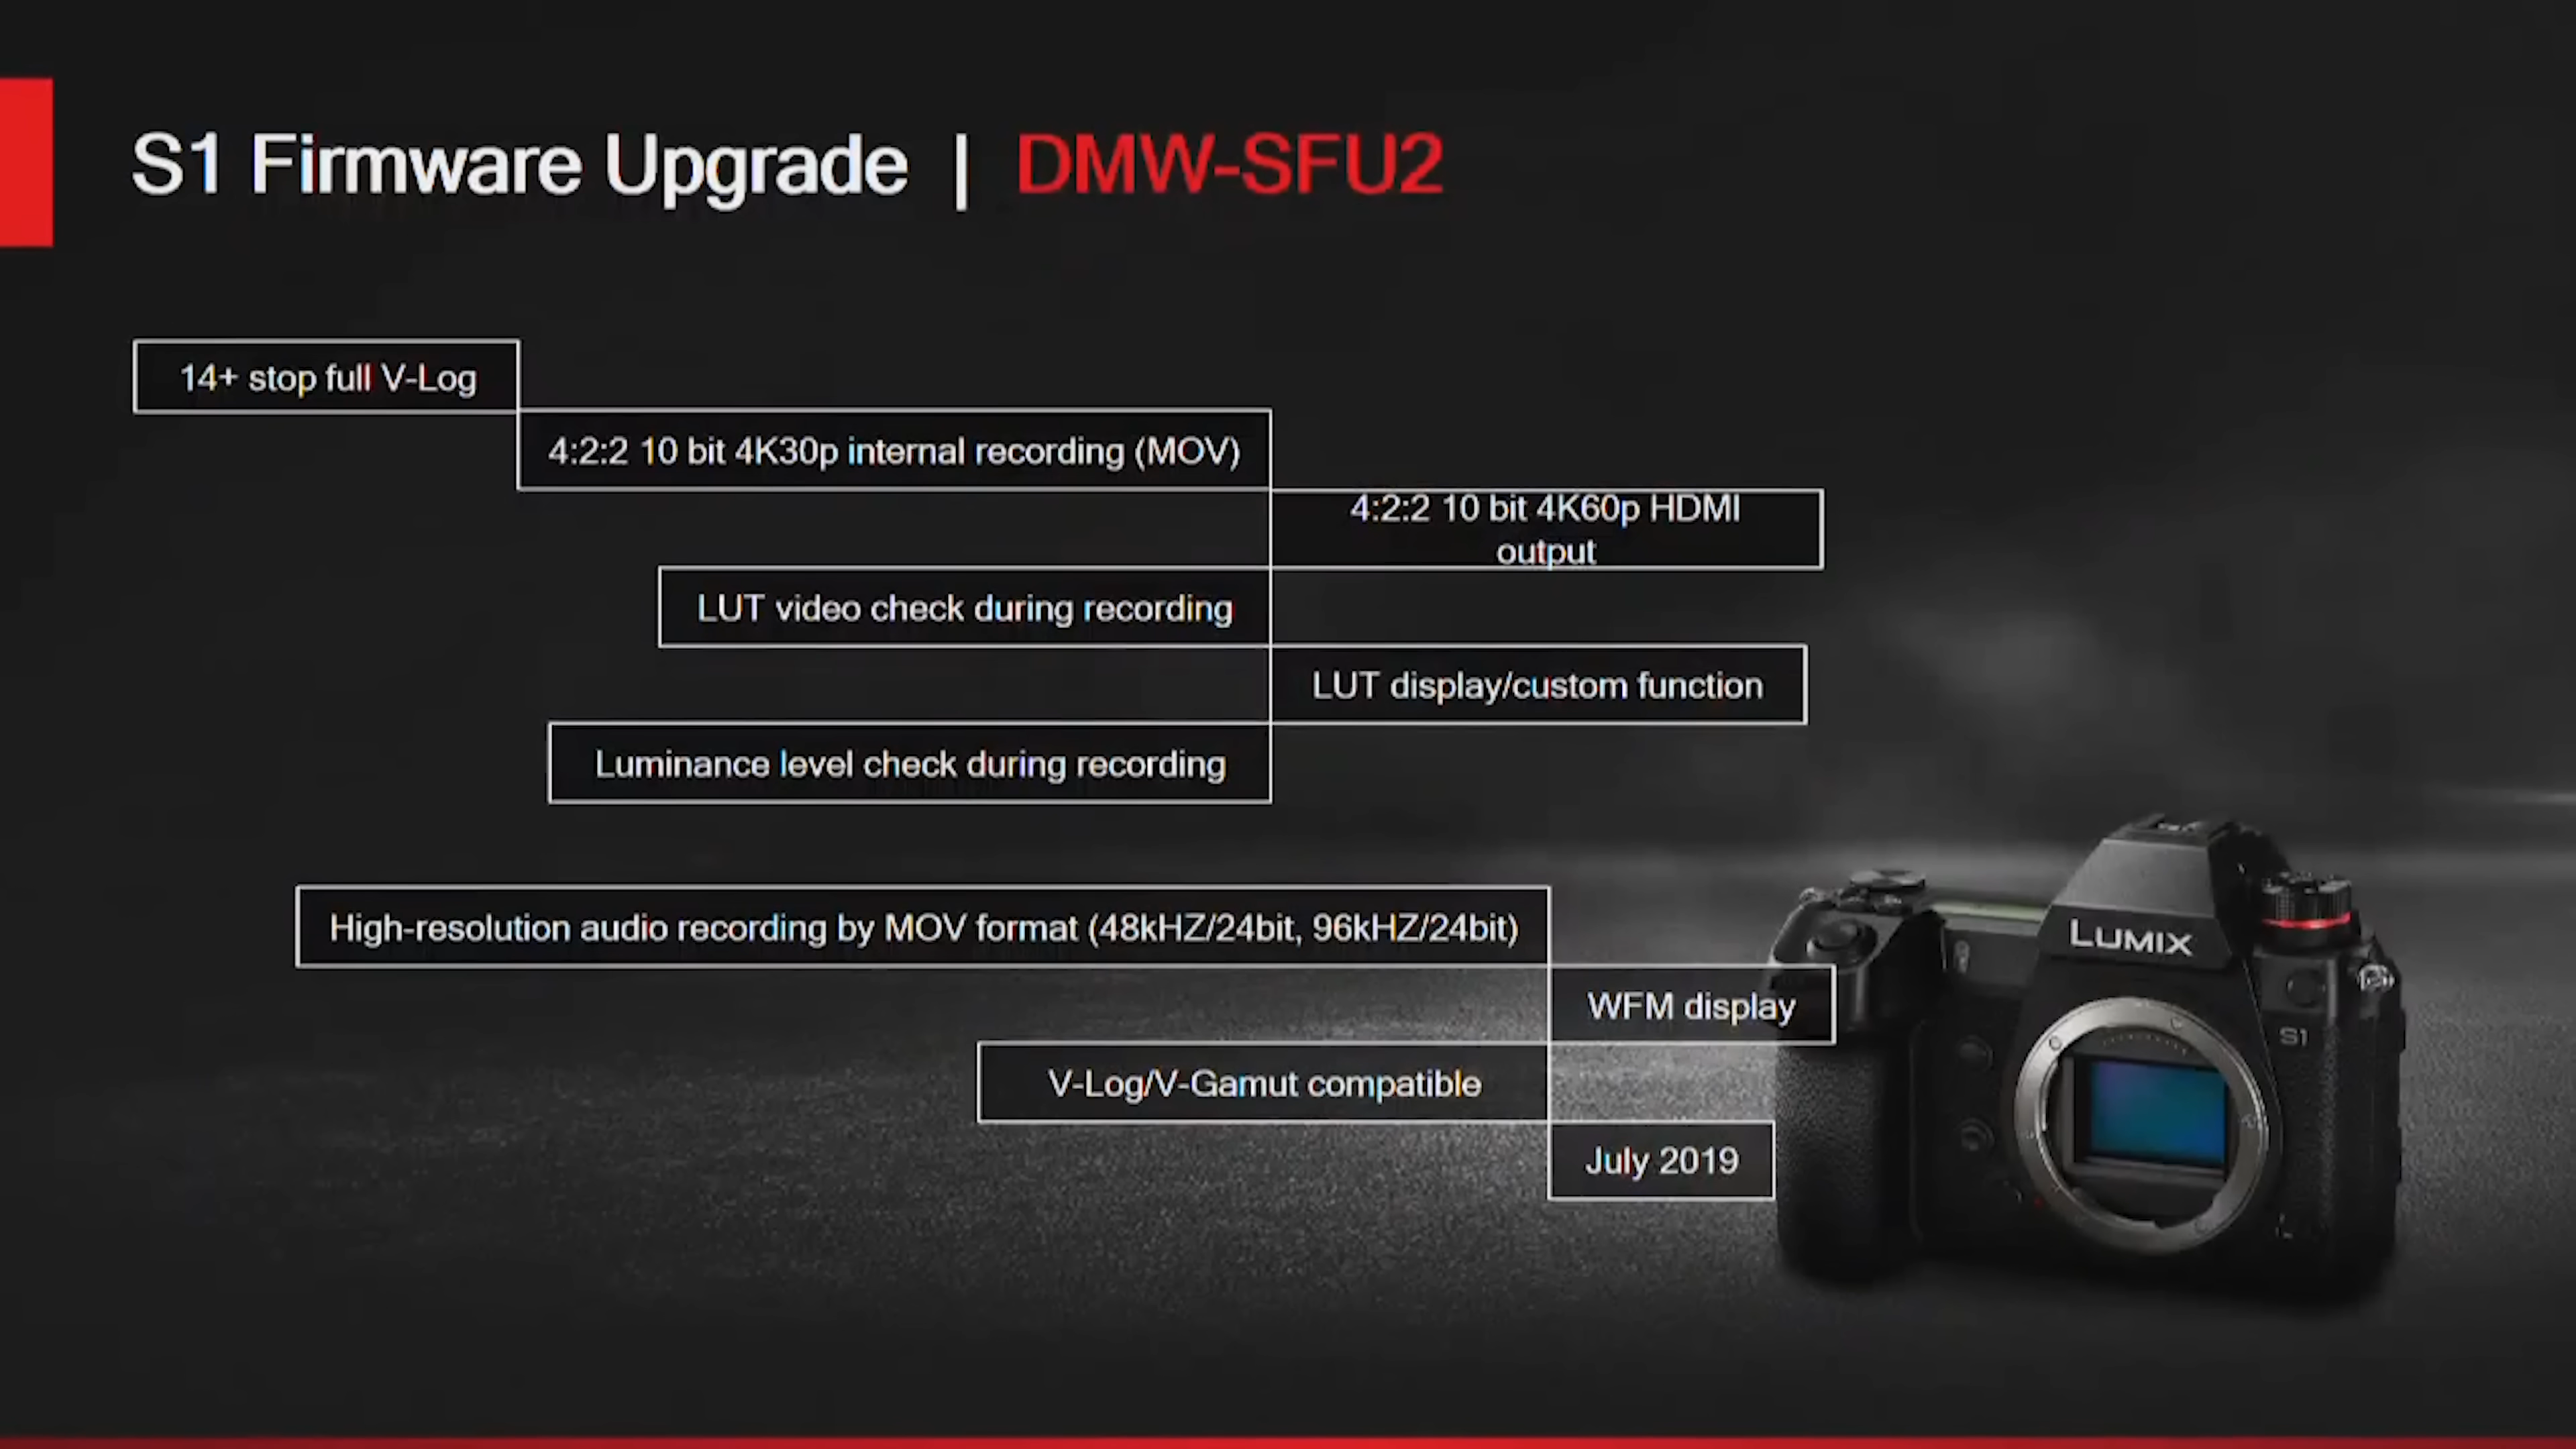 S1 Firmware Upgrade | DMW-SFU2
14+ stop full V-Log
4:2:2 10 bit 4K30p internal recording (MOV)
4:2:2 10 bit 4K60p HDMI
output
LUT video check during recording
LUT display/custom function
Luminance level check during recording
High-resolution audio recording by MOV format (48kHZ/24bit, 96kHZ/24bit)
WFM display
V-Log/V-Gamut compatible
July 2019
LUMIX
S1